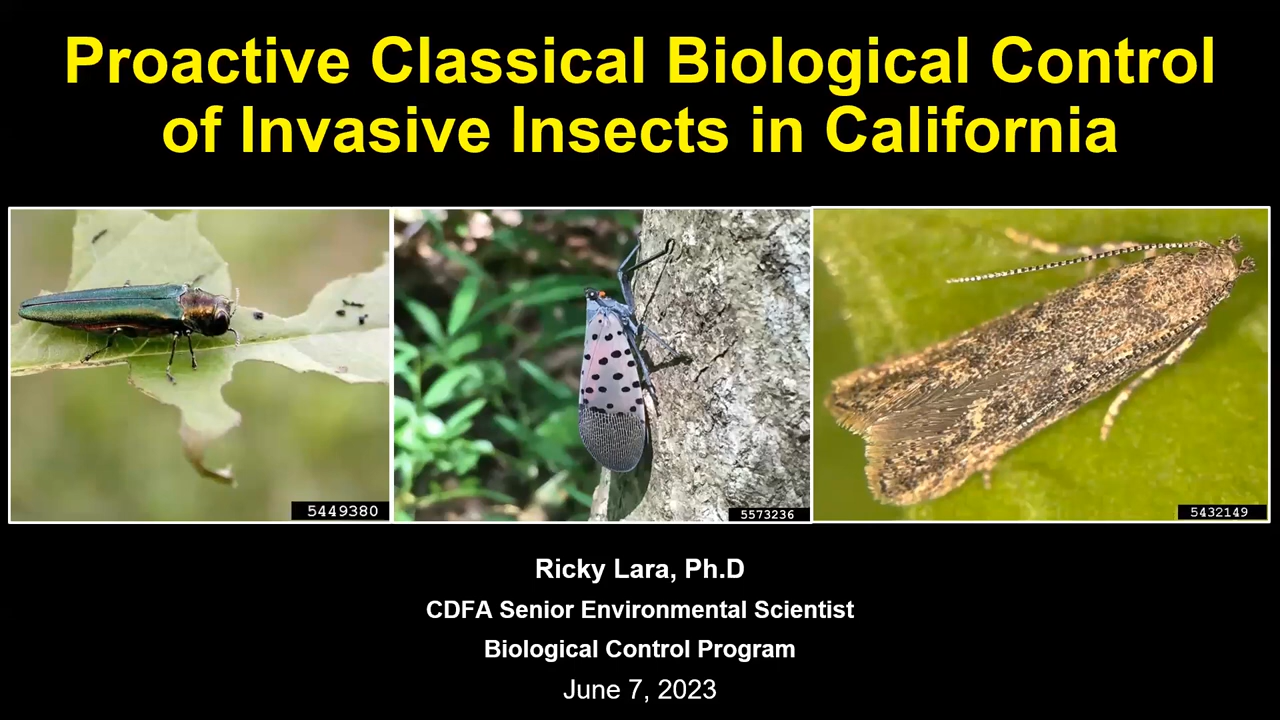 Proactive Classical Biological Control
of Invasive Insects in California
5449380
5573236
5432149
Ricky Lara, Ph.D
CDFA Senior Environmental Scientist
Biological Control Program
June 7, 2023